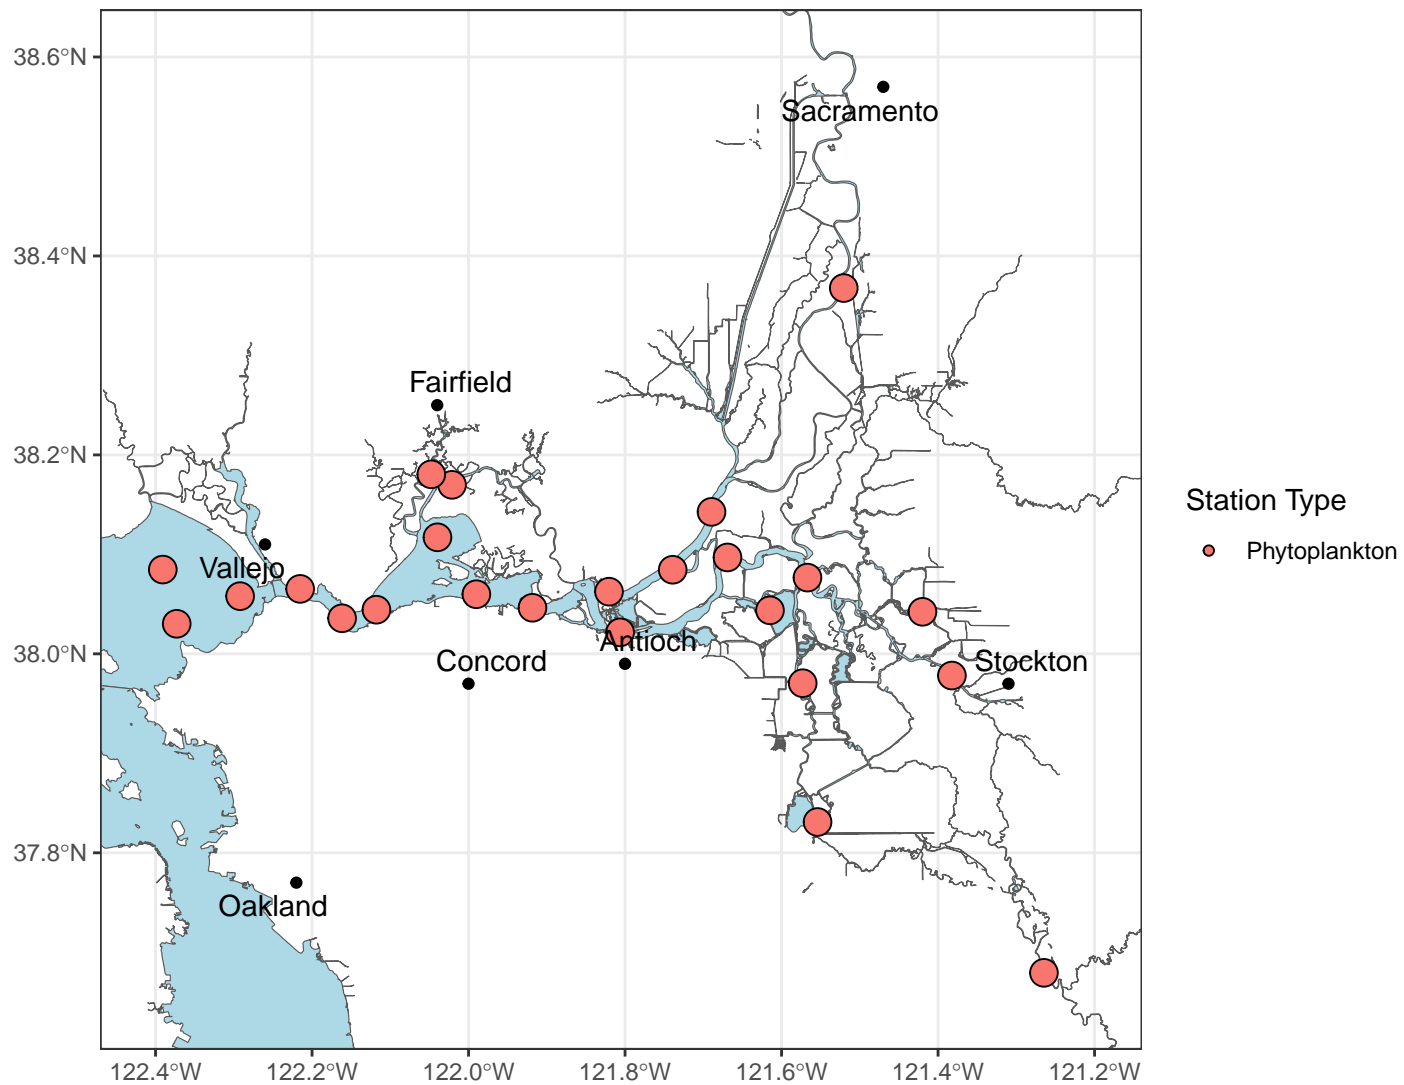 38.6°N
Sacramento
38.4°N
Fairfield
38.2°N
Vallejo
Antioch
38.0°N
Concord
Stockton
37.8°N
Oakland
122.4°W
122.2°W
122.0°W
121.8°W
121.6°W
121.4°W
121.2°W
Station Type
Phytoplankton